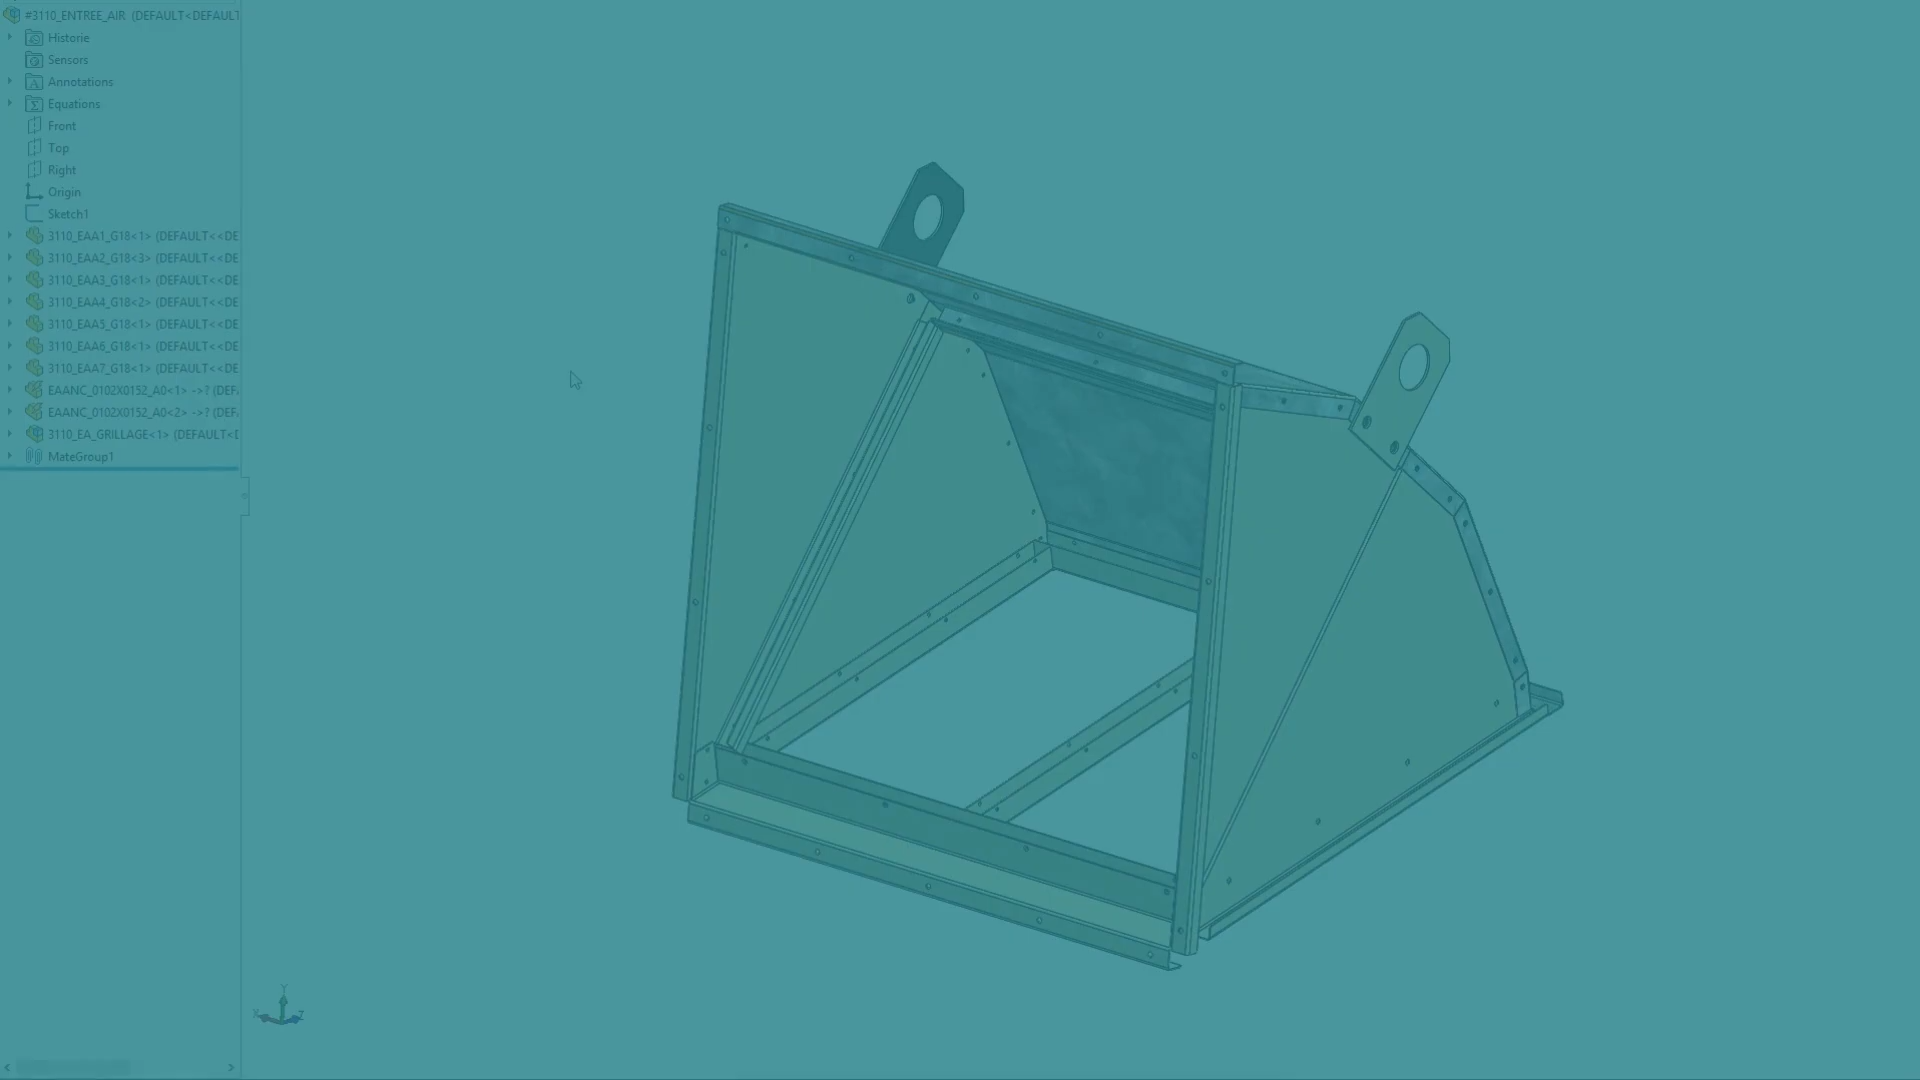 #3110_ENTREE_AIR (DEFAULT<DEFAULT
Historie
Sensors
Annotations
Equations
Front
Top
Right
Origin
Sketch1
3110_EAA1_G18<1> (DEFAULT<<DE
3110_EAA2_G18<3> (DEFAULT<<DE
3110_EAA3_G18<1> (DEFAULT<<DE
3110_EAA4_G18<2> (DEFAULT<<DE
3110_EAA5_G18<1> (DEFAULT<<DE
3110_EAA6_G18<1> (DEFAULT<<DE
3110_EAA7_G18<1> (DEFAULT<<DE
EAANC_0102X0152_A0<1> ->? (DEF
EAANC_0102X0152_A0<2> ->? (DEF
3110_EA_GRILLAGE<1> (DEFAULT<D
MateGroup1
Y
X
Z